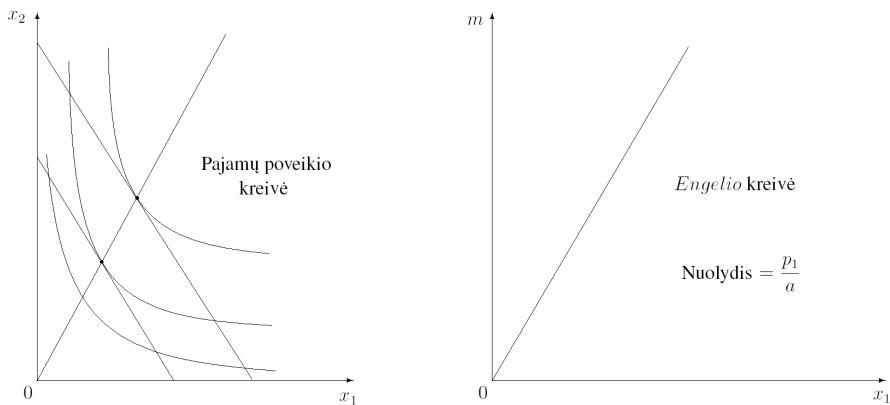 x₂
Pajamų poveikio
kreivė
0
x₁
m
Engelio kreivė
Nuolydis = p₁/a
0
x₁